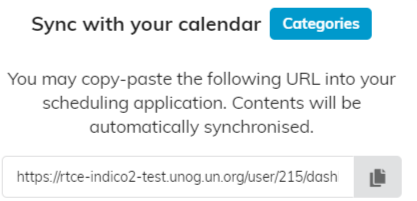 Sync with your calendar Categories
You may copy-paste the following URL into your
scheduling application. Contents will be
automatically synchronised.
https://rtce-indico2-test.unog.un.org/user/215/dash